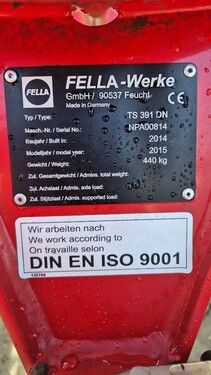 FELLA
FELLA-Werke
GmbH / 90537 Feucht
Made in Germany
CE
Typ / Type: TS 391 DN
Masch.-Nr / Serial No.: NPA00814
Baujahr / Built in: 2014
Modelljahr / model year: 2015
Gewicht / Weight: 440 kg
Zul. Gesamtgewicht / Admiss. total weight:
Zul. Achslast / Admiss. axle load:
Zul. Stützlast / Admiss. supported load:
Wir arbeiten nach
We work according to
On travaille selon
DIN EN ISO 9001